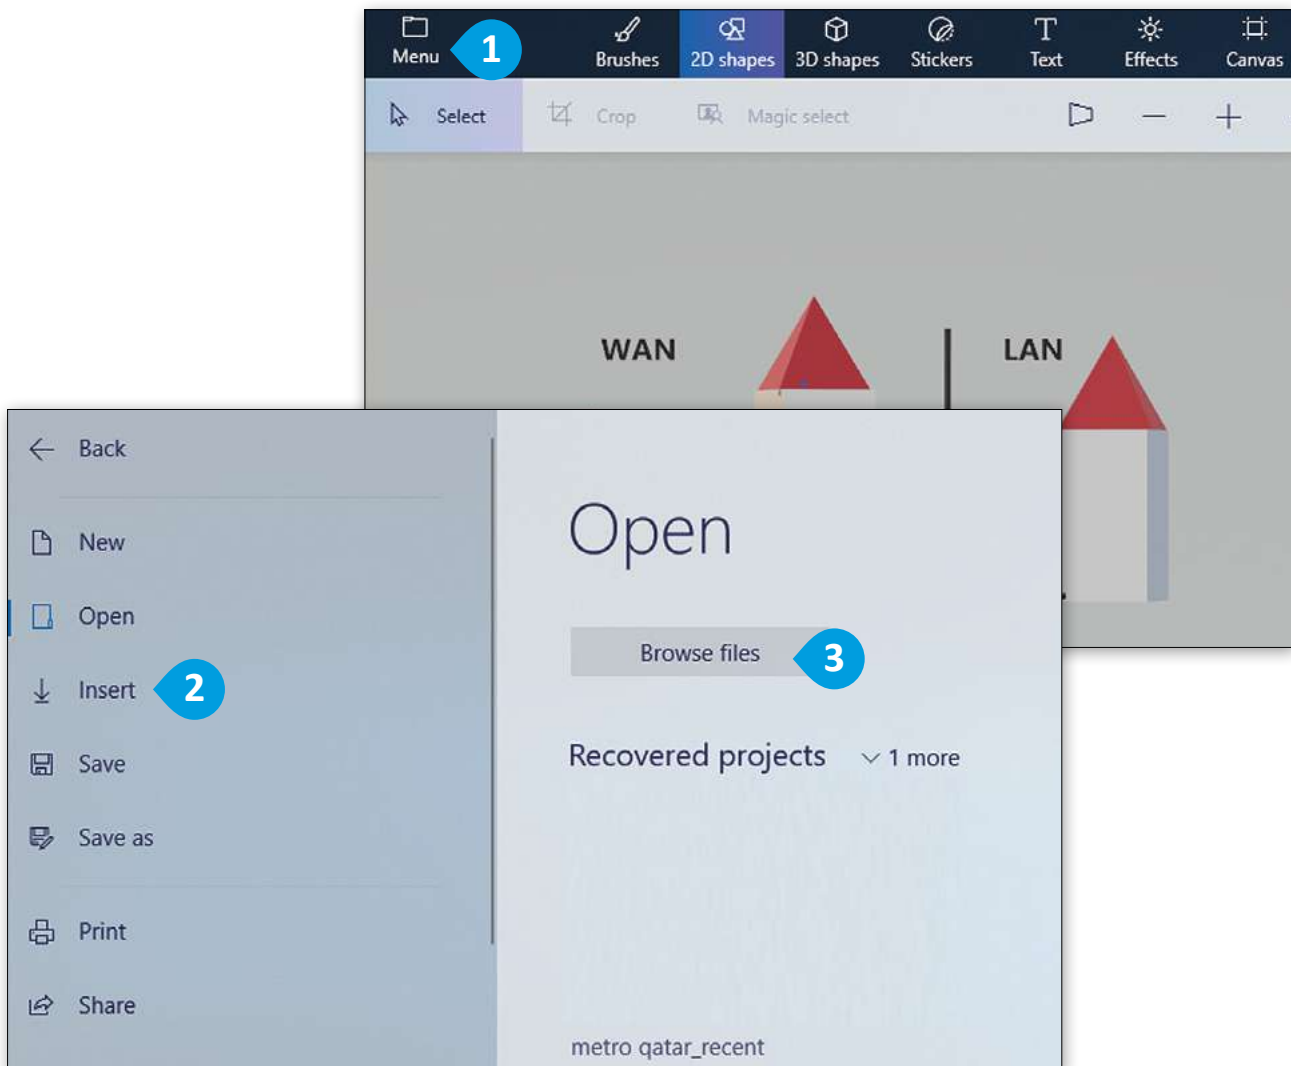 Menu
1
Brushes
2D shapes
3D shapes
Stickers
Text
Effects
Canvas
Select
Crop
Magic select
WAN
LAN
Back
New
Open
Insert
2
Save
Save as
Print
Share
Open
Browse files
3
Recovered projects
1 more
metro qatar_recent